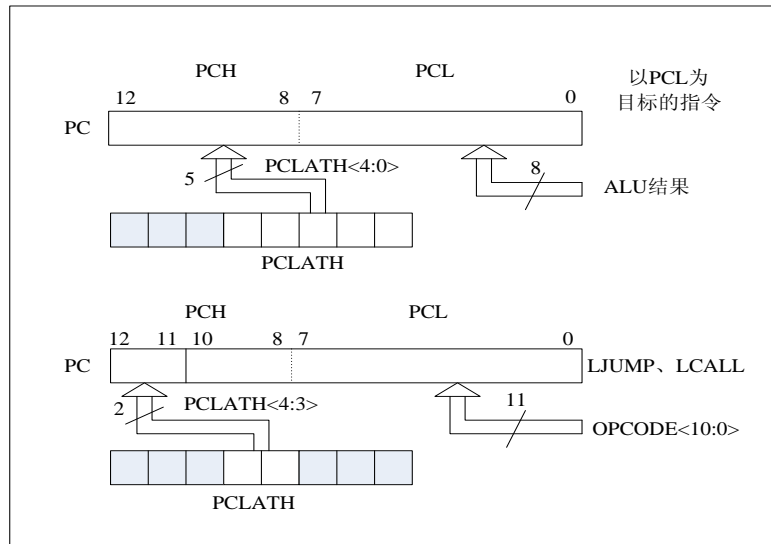 PCH PCL
以PCL为
目标的指令
12 8 7 0
PC
5 PCLATH<4:0>
8
ALU结果
PCLATH
PCH PCL
12 11 10 8 7 0
PC
LJUMP、LCALL
2 PCLATH<4:3>
11
OPCODE<10:0>
PCLATH